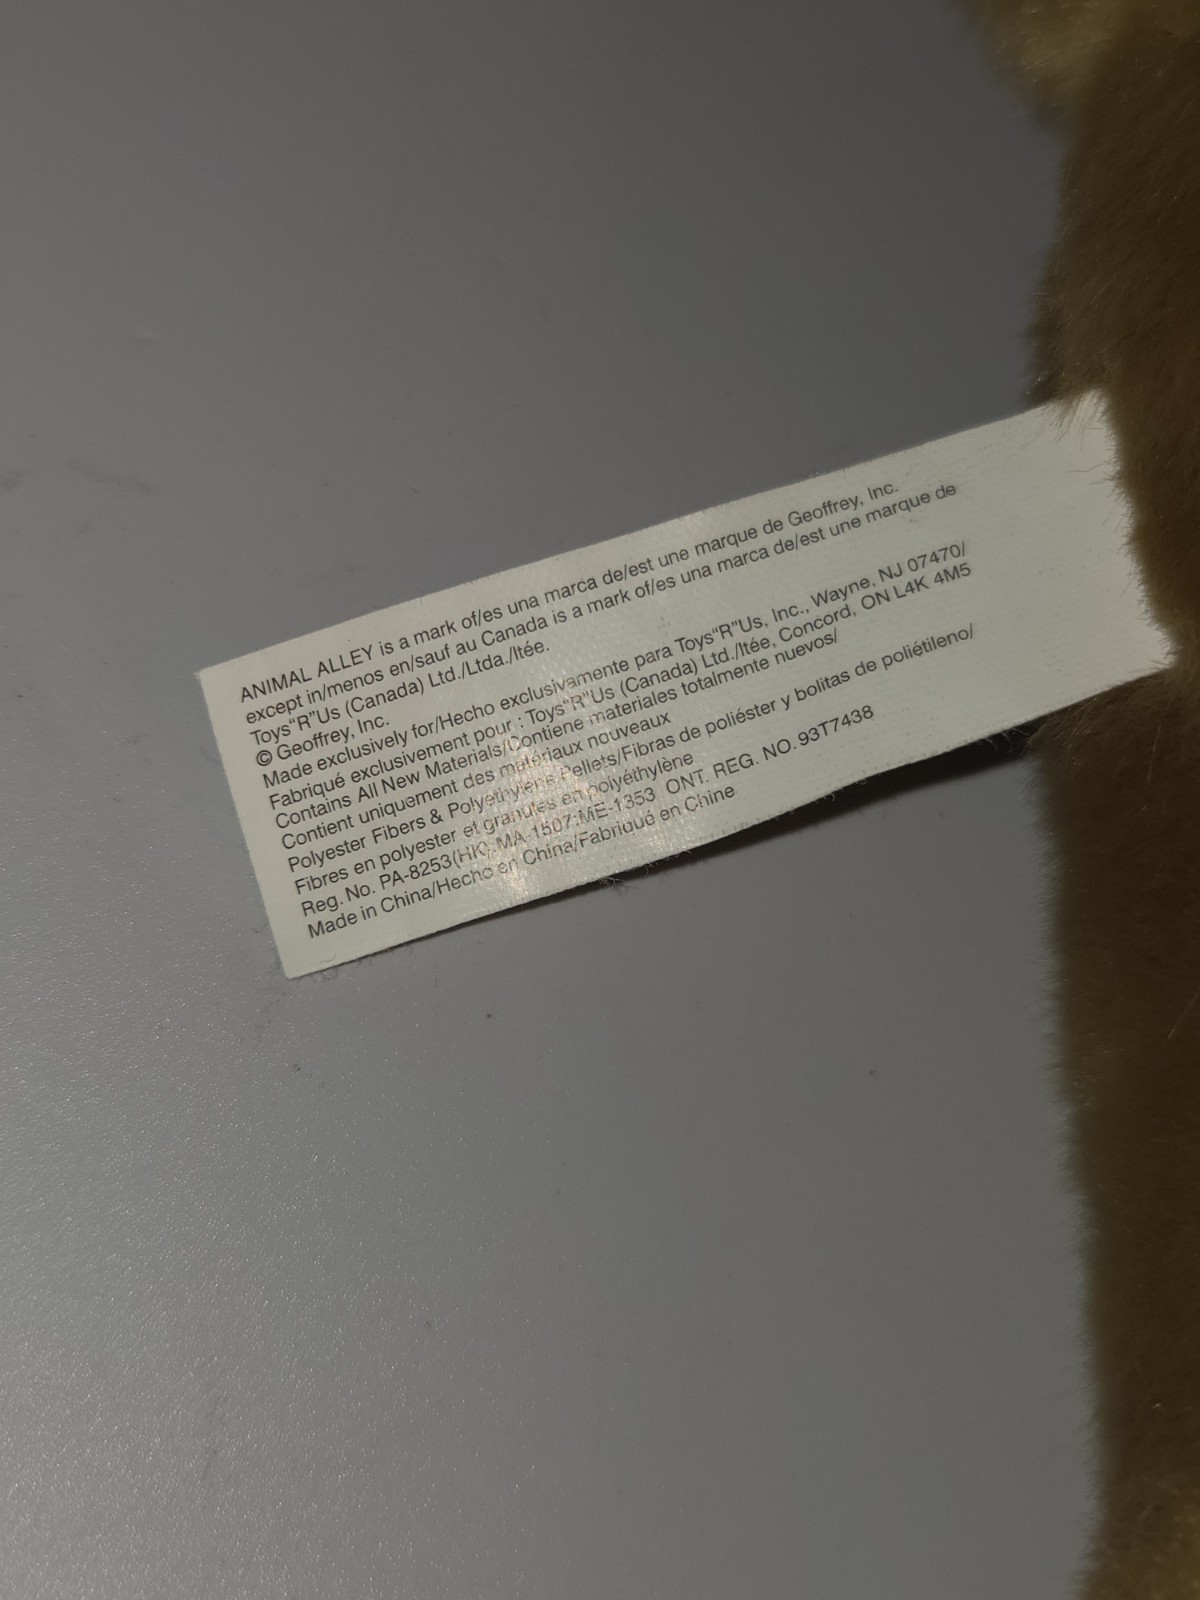 ANIMAL ALLEY is a mark of/es una marca de/est une marque de Geoffrey, Inc.
except in/menos en/sauf au Canada is a mark of/es una marca de/est une marque de
Toys"R"Us (Canada) Ltd./Ltda./ltée.
© Geoffrey, Inc.
Made exclusively for/Hecho exclusivamente para Toys"R"Us, Inc., Wayne, NJ 07470/
Fabriqué exclusivement pour : Toys"R"Us (Canada) Ltd./ltée, Concord, ON L4K 4M5
Contains All New Materials/Contiene materiales totalmente nuevos/
Contient uniquement des matériaux nouveaux
Polyester Fibers & Polyethylene Pellets/Fibras de poliéster y bolitas de poliétileno/
Fibres en polyester et granules en polyéthylène
Reg. No. PA-8253(HK);MA-1507;ME-1353 ONT. REG. NO. 93T7438
Made in China/Hecho en China/Fabriqué en Chine